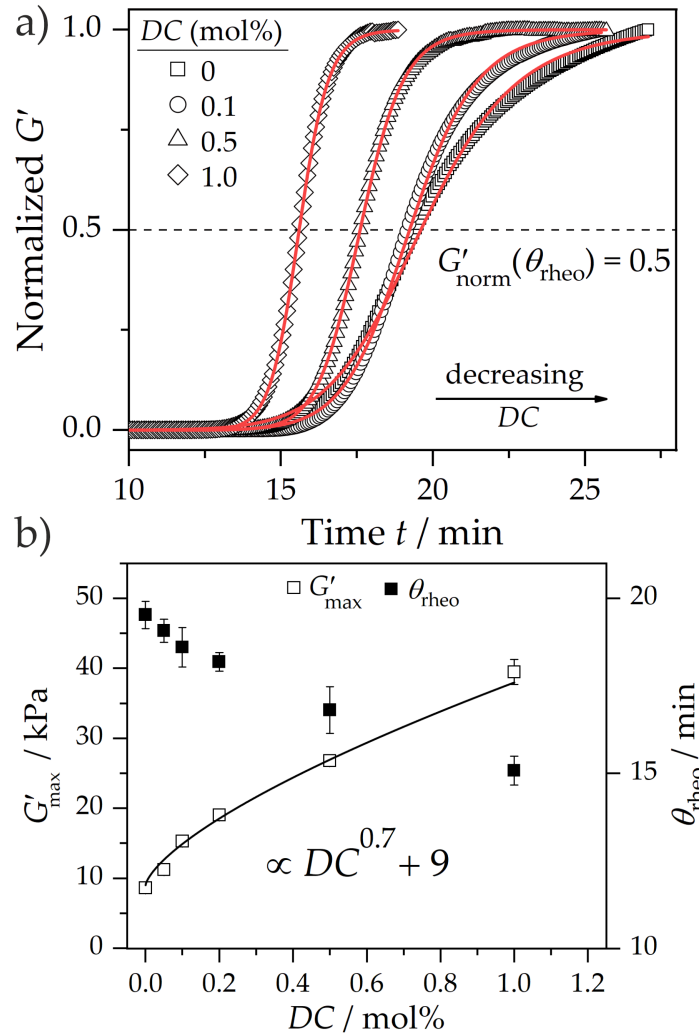 a)
DC (mol%)
0
0.1
0.5
1.0
1.0
0.5
0.0
Normalized G′
G′norm(θrheo) = 0.5
decreasing
DC
10 15 20 25
Time t / min
b)
G′max θrheo
50
40
30
20
10
0
G′max / kPa
20
15
10
θrheo / min
∝ DC^0.7 + 9
0.0 0.2 0.4 0.6 0.8 1.0 1.2
DC / mol%